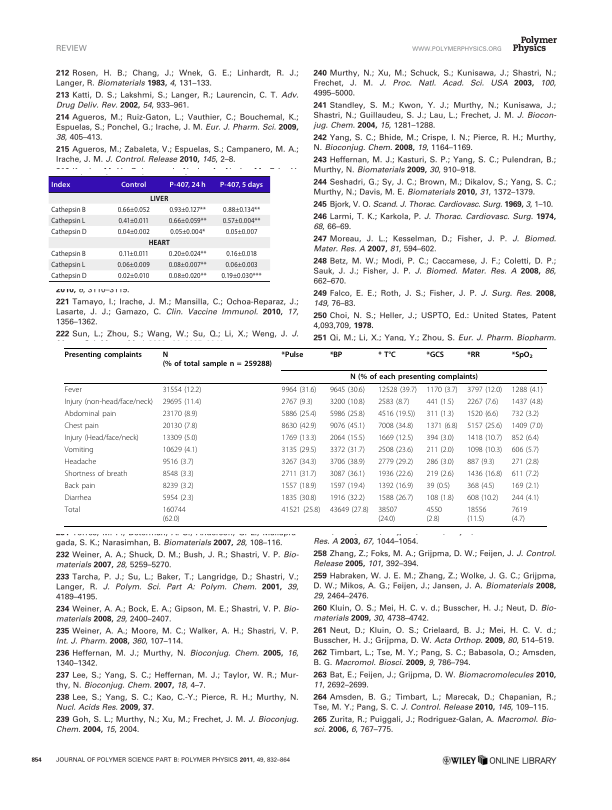 REVIEW
WWW.POLYMERPHYSICS.ORG
Polymer
Physics
212 Rosen, H. B.; Chang, J.; Wnek, G. E.; Linhardt, R. J.;
Langer, R. Biomaterials 1983, 4, 131–133.
213 Katti, D. S.; Lakshmi, S.; Langer, R.; Laurencin, C. T. Adv.
Drug Deliv. Rev. 2002, 54, 933–961.
214 Agueros, M.; Ruiz-Gaton, L.; Vauthier, C.; Bouchemal, K.;
Espuelas, S.; Ponchel, G.; Irache, J. M. Eur. J. Pharm. Sci. 2009,
38, 405–413.
215 Agueros, M.; Zabaleta, V.; Espuelas, S.; Campanero, M. A.;
Irache, J. M. J. Control. Release 2010, 145, 2–8.
Index Control P-407, 24 h P-407, 5 days
LIVER
Cathepsin B 0.66±0.052 0.93±0.127** 0.88±0.134**
Cathepsin L 0.41±0.011 0.66±0.059** 0.57±0.004**
Cathepsin D 0.04±0.002 0.05±0.004* 0.05±0.007
HEART
Cathepsin B 0.11±0.011 0.20±0.024** 0.16±0.018
Cathepsin L 0.06±0.009 0.08±0.007** 0.06±0.003
Cathepsin D 0.02±0.010 0.08±0.020** 0.19±0.030***
2010, 6, 3110–3119.
221 Tamayo, I.; Irache, J. M.; Mansilla, C.; Ochoa-Reparaz, J.;
Lasarte, J. J.; Gamazo, C. Clin. Vaccine Immunol. 2010, 17,
1356–1362.
222 Sun, L.; Zhou, S.; Wang, W.; Su, Q.; Li, X.; Weng, J. J.
240 Murthy, N.; Xu, M.; Schuck, S.; Kunisawa, J.; Shastri, N.;
Frechet, J. M. J. Proc. Natl. Acad. Sci. USA 2003, 100,
4995–5000.
241 Standley, S. M.; Kwon, Y. J.; Murthy, N.; Kunisawa, J.;
Shastri, N.; Guillaudeu, S. J.; Lau, L.; Frechet, J. M. J. Biocon-
jug. Chem. 2004, 15, 1281–1288.
242 Yang, S. C.; Bhide, M.; Crispe, I. N.; Pierce, R. H.; Murthy,
N. Bioconjug. Chem. 2008, 19, 1164–1169.
243 Heffernan, M. J.; Kasturi, S. P.; Yang, S. C.; Pulendran, B.;
Murthy, N. Biomaterials 2009, 30, 910–918.
244 Seshadri, G.; Sy, J. C.; Brown, M.; Dikalov, S.; Yang, S. C.;
Murthy, N.; Davis, M. E. Biomaterials 2010, 31, 1372–1379.
245 Bjork, V. O. Scand. J. Thorac. Cardiovasc. Surg. 1969, 3, 1–10.
246 Larmi, T. K.; Karkola, P. J. Thorac. Cardiovasc. Surg. 1974,
68, 66–69.
247 Moreau, J. L.; Kesselman, D.; Fisher, J. P. J. Biomed.
Mater. Res. A 2007, 81, 594–602.
248 Betz, M. W.; Modi, P. C.; Caccamese, J. F.; Coletti, D. P.;
Sauk, J. J.; Fisher, J. P. J. Biomed. Mater. Res. A 2008, 86,
662–670.
249 Falco, E. E.; Roth, J. S.; Fisher, J. P. J. Surg. Res. 2008,
149, 76–83.
250 Choi, N. S.; Heller, J.; USPTO, Ed.: United States, Patent
4,093,709, 1978.
251 Qi, M.; Li, X.; Yang, Y.; Zhou, S. Eur. J. Pharm. Biopharm.
Presenting complaints N *Pulse *BP * T°C *GCS *RR *SpO2
(% of total sample n = 259288)
N (% of each presenting complaints)
Fever 31554 (12.2) 9964 (31.6) 9645 (30.6) 12528 (39.7) 1170 (3.7) 3797 (12.0) 1288 (4.1)
Injury (non-head/face/neck) 29695 (11.4) 2767 (9.3) 3200 (10.8) 2583 (8.7) 441 (1.5) 2267 (7.6) 1437 (4.8)
Abdominal pain 23170 (8.9) 5886 (25.4) 5986 (25.8) 4516 (19.5)) 311 (1.3) 1520 (6.6) 732 (3.2)
Chest pain 20130 (7.8) 8630 (42.9) 9076 (45.1) 7008 (34.8) 1371 (6.8) 5157 (25.6) 1409 (7.0)
Injury (Head/face/neck) 13309 (5.0) 1769 (13.3) 2064 (15.5) 1669 (12.5) 394 (3.0) 1418 (10.7) 852 (6.4)
Vomiting 10629 (4.1) 3135 (29.5) 3372 (31.7) 2508 (23.6) 211 (2.0) 1098 (10.3) 606 (5.7)
Headache 9516 (3.7) 3267 (34.3) 3706 (38.9) 2779 (29.2) 286 (3.0) 887 (9.3) 271 (2.8)
Shortness of breath 8548 (3.3) 2711 (31.7) 3087 (36.1) 1936 (22.6) 219 (2.6) 1436 (16.8) 611 (7.2)
Back pain 8239 (3.2) 1557 (18.9) 1597 (19.4) 1392 (16.9) 39 (0.5) 368 (4.5) 169 (2.1)
Diarrhea 5954 (2.3) 1835 (30.8) 1916 (32.2) 1588 (26.7) 108 (1.8) 608 (10.2) 244 (4.1)
Total 160744 41521 (25.8) 43649 (27.8) 38507 4550 18556 7619
(62.0) (24.0) (2.8) (11.5) (4.7)
gada, S. K.; Narasimhan, B. Biomaterials 2007, 28, 108–116.
232 Weiner, A. A.; Shuck, D. M.; Bush, J. R.; Shastri, V. P. Bio-
materials 2007, 28, 5259–5270.
233 Tarcha, P. J.; Su, L.; Baker, T.; Langridge, D.; Shastri, V.;
Langer, R. J. Polym. Sci. Part A: Polym. Chem. 2001, 39,
4189–4195.
234 Weiner, A. A.; Bock, E. A.; Gipson, M. E.; Shastri, V. P. Bio-
materials 2008, 29, 2400–2407.
235 Weiner, A. A.; Moore, M. C.; Walker, A. H.; Shastri, V. P.
Int. J. Pharm. 2008, 360, 107–114.
236 Heffernan, M. J.; Murthy, N. Bioconjug. Chem. 2005, 16,
1340–1342.
237 Lee, S.; Yang, S. C.; Heffernan, M. J.; Taylor, W. R.; Mur-
thy, N. Bioconjug. Chem. 2007, 18, 4–7.
238 Lee, S.; Yang, S. C.; Kao, C.-Y.; Pierce, R. H.; Murthy, N.
Nucl. Acids Res. 2009, 37.
239 Goh, S. L.; Murthy, N.; Xu, M.; Frechet, J. M. J. Bioconjug.
Chem. 2004, 15, 2004.
Res. A 2003, 67, 1044–1054.
258 Zhang, Z.; Foks, M. A.; Grijpma, D. W.; Feijen, J. J. Control.
Release 2005, 101, 392–394.
259 Habraken, W. J. E. M.; Zhang, Z.; Wolke, J. G. C.; Grijpma,
D. W.; Mikos, A. G.; Feijen, J.; Jansen, J. A. Biomaterials 2008,
29, 2464–2476.
260 Kluin, O. S.; Mei, H. C. v. d.; Busscher, H. J.; Neut, D. Bio-
materials 2009, 30, 4738–4742.
261 Neut, D.; Kluin, O. S.; Crielaard, B. J.; Mei, H. C. V. d.;
Busscher, H. J.; Grijpma, D. W. Acta Orthop. 2009, 80, 514–519.
262 Timbart, L.; Tse, M. Y.; Pang, S. C.; Babasola, O.; Amsden,
B. G. Macromol. Biosci. 2009, 9, 786–794.
263 Bat, E.; Feijen, J.; Grijpma, D. W. Biomacromolecules 2010,
11, 2692–2699.
264 Amsden, B. G.; Timbart, L.; Marecak, D.; Chapanian, R.;
Tse, M. Y.; Pang, S. C. J. Control. Release 2010, 145, 109–115.
265 Zurita, R.; Puiggali, J.; Rodriguez-Galan, A. Macromol. Bio-
sci. 2006, 6, 767–775.
854 JOURNAL OF POLYMER SCIENCE PART B: POLYMER PHYSICS 2011, 49, 832–864
WILEY ONLINE LIBRARY